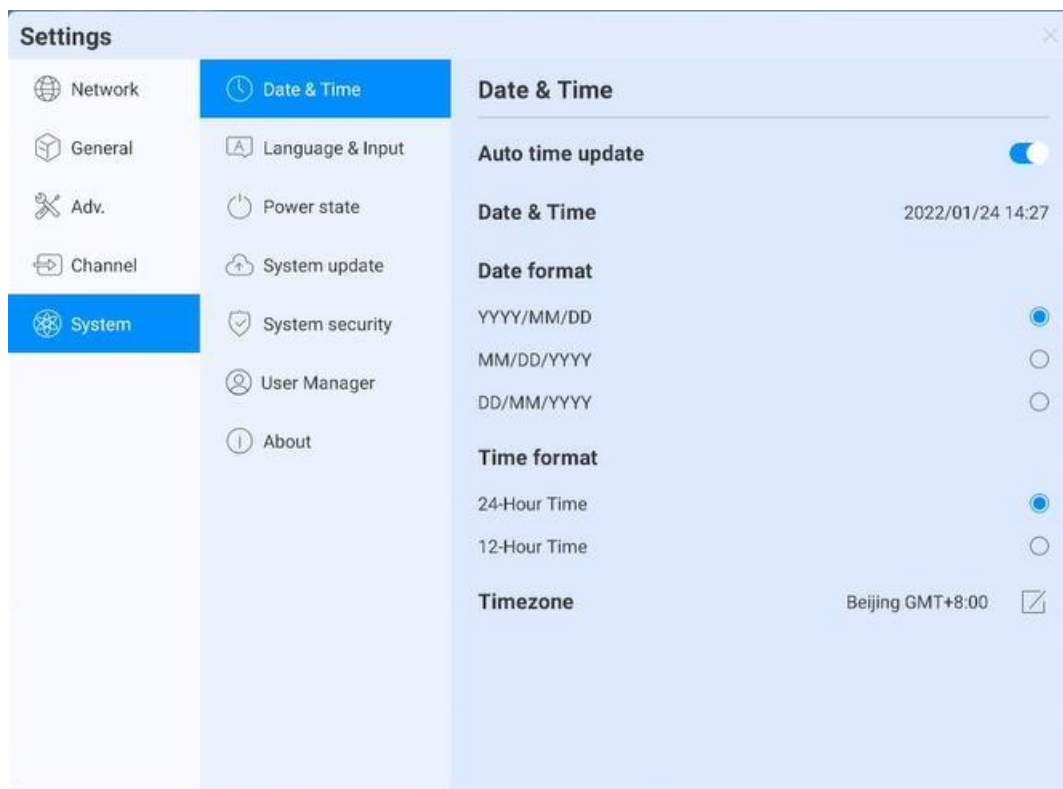 Settings
Network
General
Adv.
Channel
System
Date & Time
Language & Input
Power state
System update
System security
User Manager
About
Date & Time
Auto time update
Date & Time 2022/01/24 14:27
Date format
YYYY/MM/DD
MM/DD/YYYY
DD/MM/YYYY
Time format
24-Hour Time
12-Hour Time
Timezone Beijing GMT+8:00